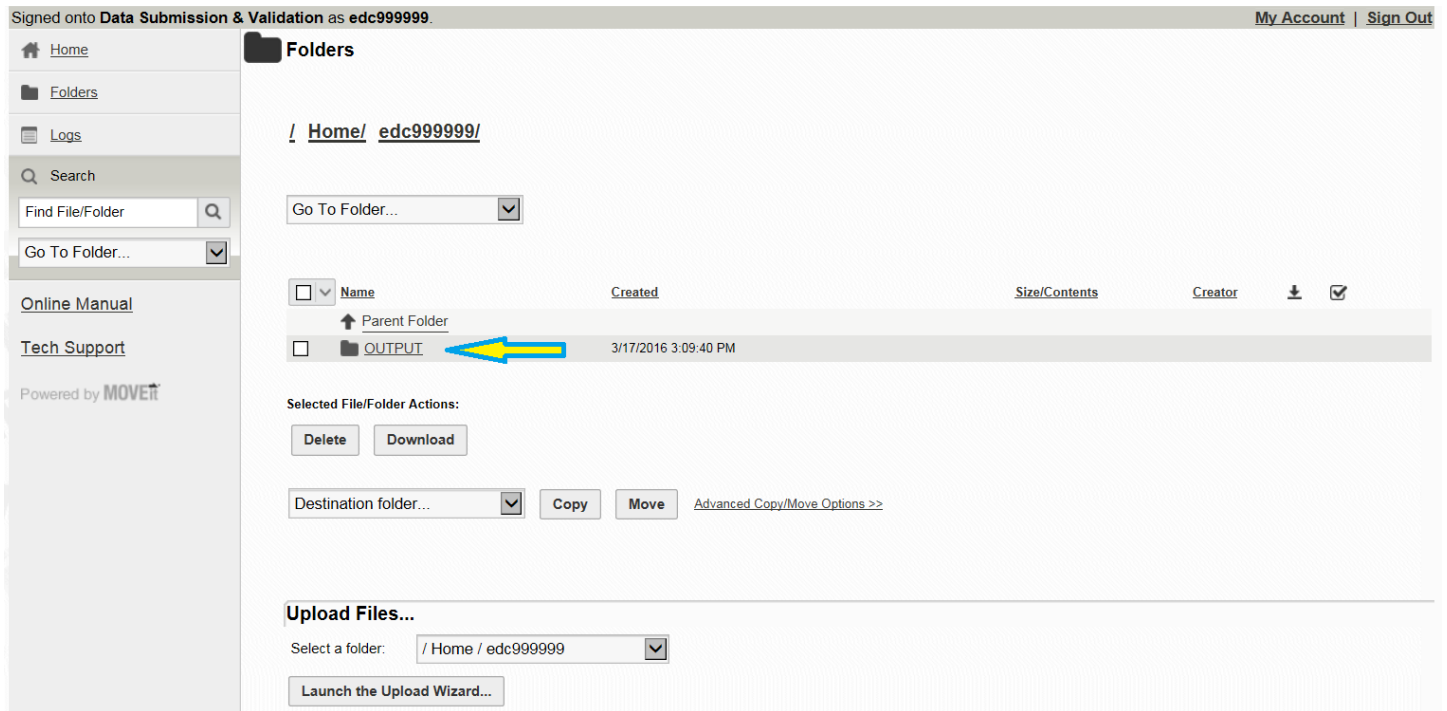 Signed onto Data Submission & Validation as edc999999.
My Account | Sign Out
Home
Folders
Logs
Search
Find File/Folder
Go To Folder...
Online Manual
Tech Support
Powered by MOVEit
Folders
/ Home/ edc999999/
Go To Folder...
Name Created Size/Contents Creator
Parent Folder
OUTPUT 3/17/2016 3:09:40 PM
Selected File/Folder Actions:
Delete Download
Destination folder... Copy Move Advanced Copy/Move Options >>
Upload Files...
Select a folder: / Home / edc999999
Launch the Upload Wizard...